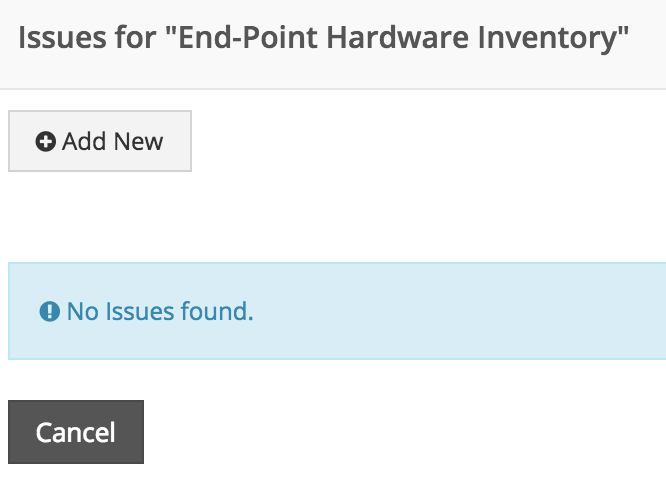 Issues for "End-Point Hardware Inventory"
Add New
No Issues found.
Cancel